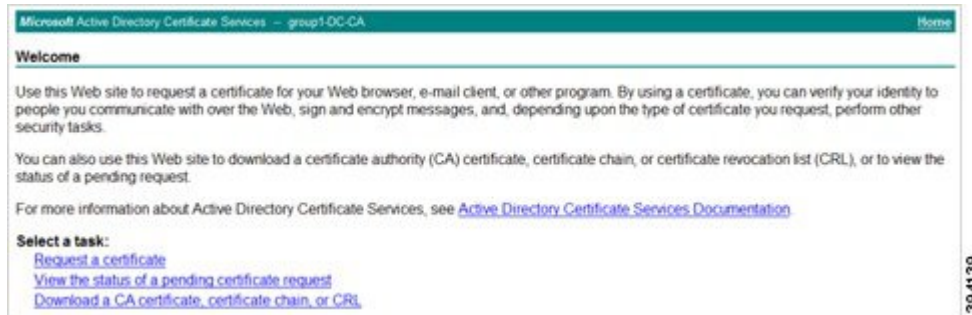 Microsoft Active Directory Certificate Services -- group1-DC-CA Home
Welcome
Use this Web site to request a certificate for your Web browser, e-mail client, or other program. By using a certificate, you can verify your identity to
people you communicate with over the Web, sign and encrypt messages, and, depending upon the type of certificate you request, perform other
security tasks.
You can also use this Web site to download a certificate authority (CA) certificate, certificate chain, or certificate revocation list (CRL), or to view the
status of a pending request.
For more information about Active Directory Certificate Services, see Active Directory Certificate Services Documentation.
Select a task:
Request a certificate
View the status of a pending certificate request
Download a CA certificate, certificate chain, or CRL
394139